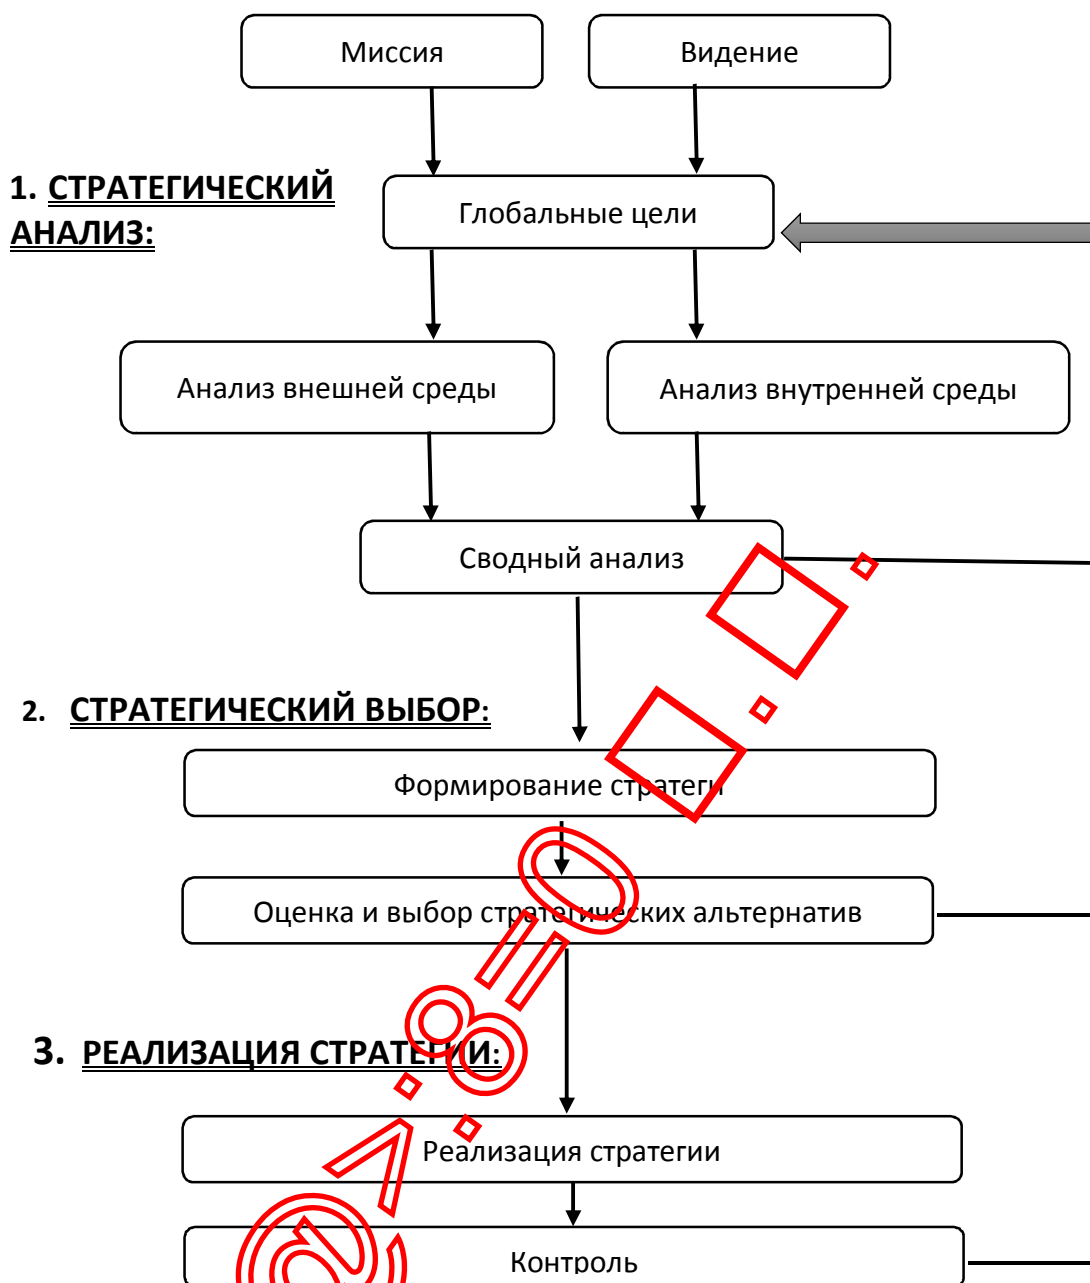 Миссия
Видение
1. СТРАТЕГИЧЕСКИЙ
АНАЛИЗ:
Глобальные цели
Анализ внешней среды
Анализ внутренней среды
Сводный анализ
2. СТРАТЕГИЧЕСКИЙ ВЫБОР:
Формирование стратеги
Оценка и выбор стратегических альтернатив
3. РЕАЛИЗАЦИЯ СТРАТЕГИИ:
Реализация стратегии
Контроль